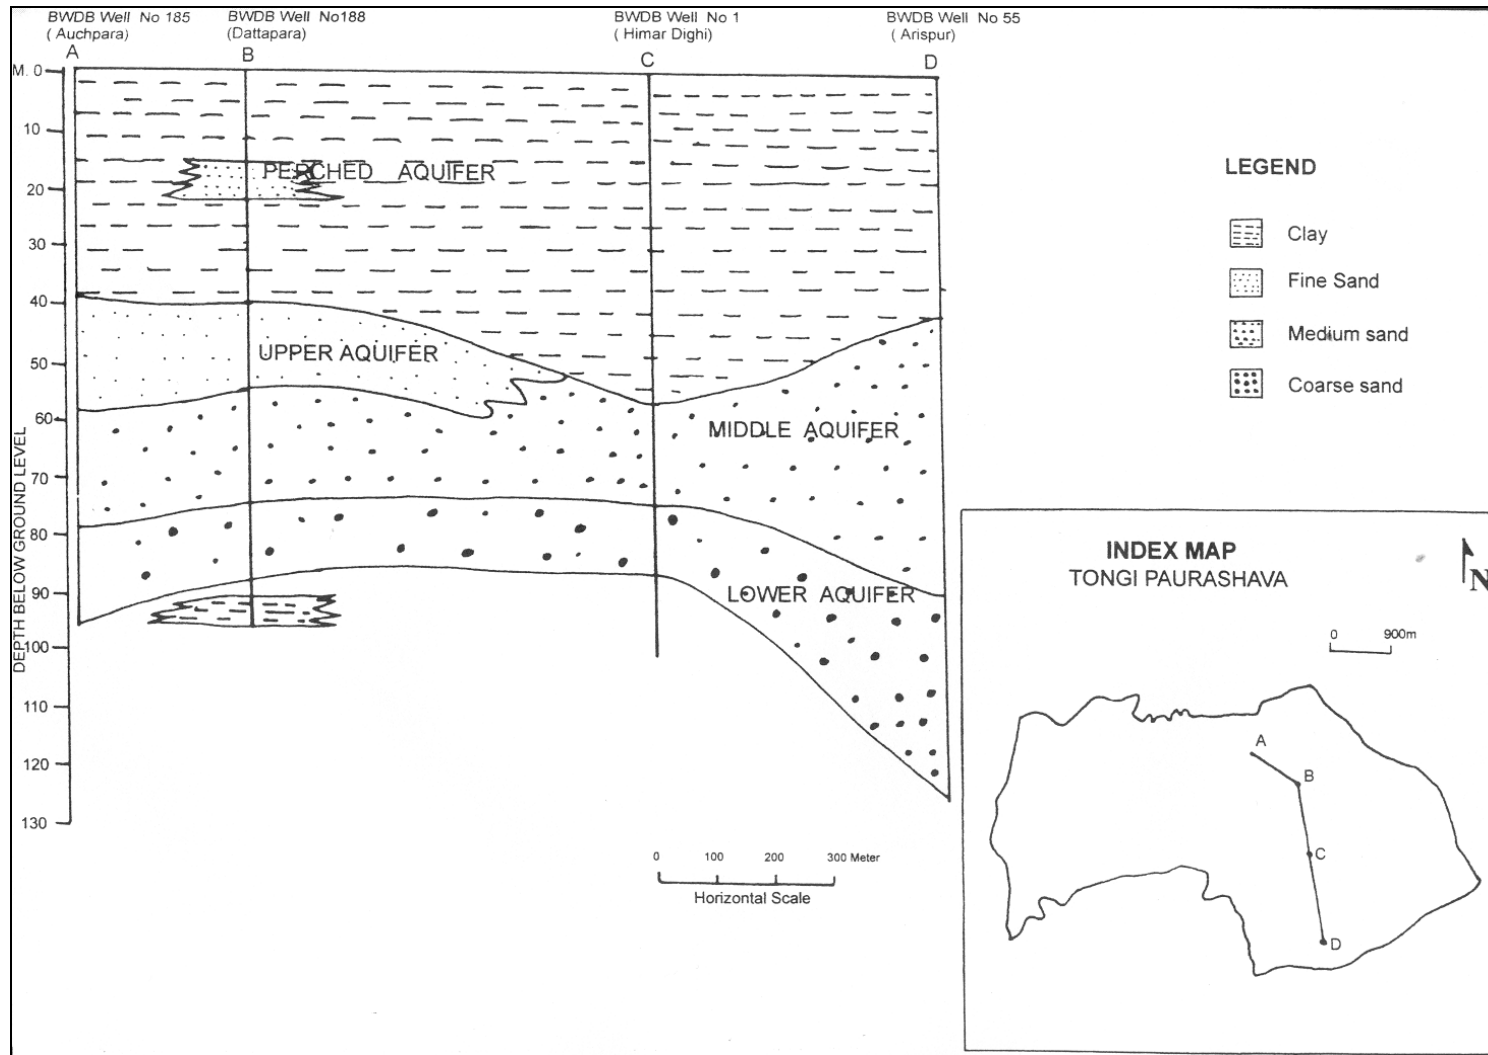 BWDB Well No 185
( Auchpara)
A
BWDB Well No188
(Dattapara)
B
BWDB Well No 1
( Himar Dighi)
C
BWDB Well No 55
( Arispur)
D
M. 0
10
20
30
40
50
60
70
80
90
100
110
120
130
DEPTH BELOW GROUND LEVEL
PERCHED AQUIFER
UPPER AQUIFER
MIDDLE AQUIFER
LOWER AQUIFER
0 100 200 300 Meter
Horizontal Scale
LEGEND
Clay
Fine Sand
Medium sand
Coarse sand
INDEX MAP
TONGI PAURASHAVA
N
0 900m
A
B
C
D